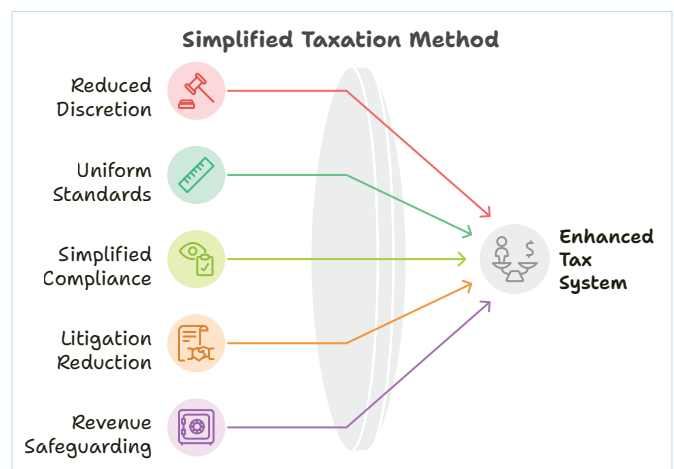 Simplified Taxation Method
Reduced
Discretion
Uniform
Standards
Simplified
Compliance
Litigation
Reduction
Revenue
Safeguarding
$
Enhanced
Tax
System